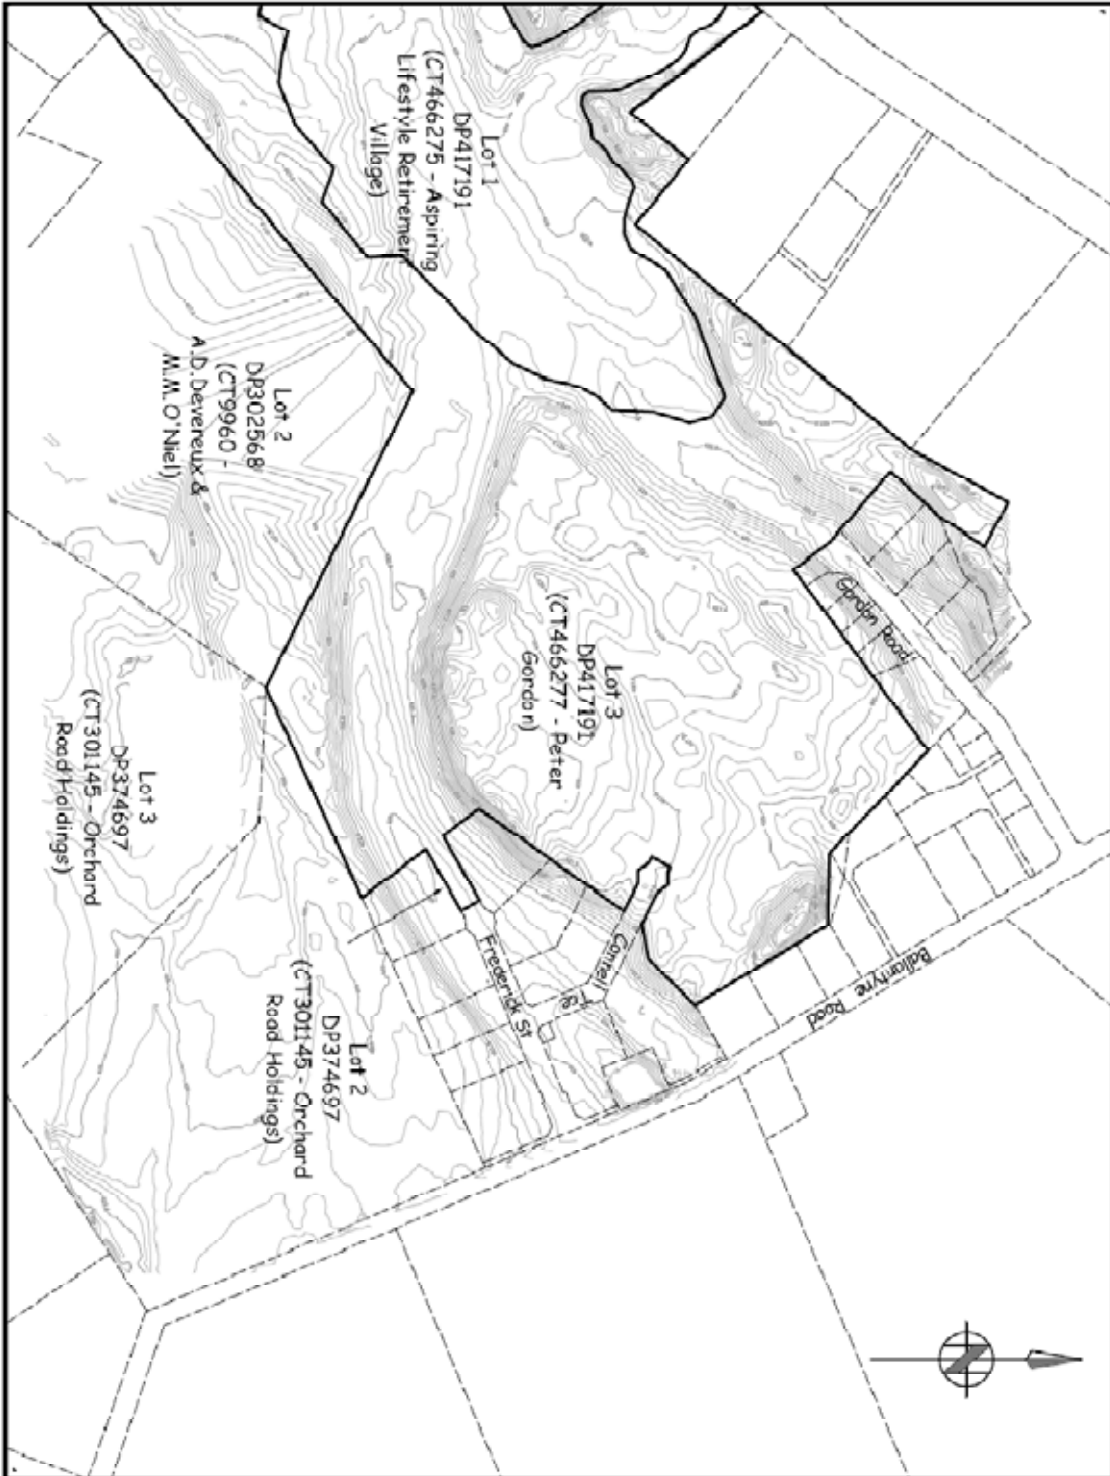 Lot 1
DP417191
(CT466275 - Aspiring
Lifestyle Retiremen
Village)
Lot 2
DP302568
(CT9960 -
A.D. Devereux &
M.M. O'Niel)
Lot 3
DP417191
(CT466277 - Peter
Gordon)
Gordon Road
Lot 3
DP374697
(CT301145 - Orchard
Road Holdings)
Lot 2
DP374697
(CT301145 - Orchard
Road Holdings)
Frederick St
Connell Tce
Ballantyne Road
N